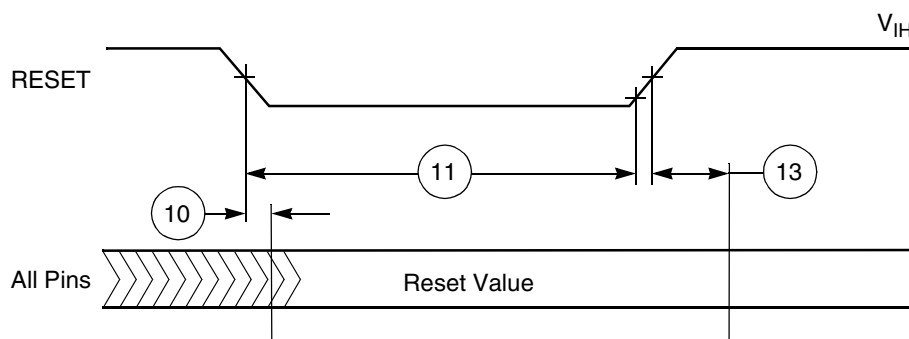 V_IH
RESET
11
13
10
All Pins
Reset Value